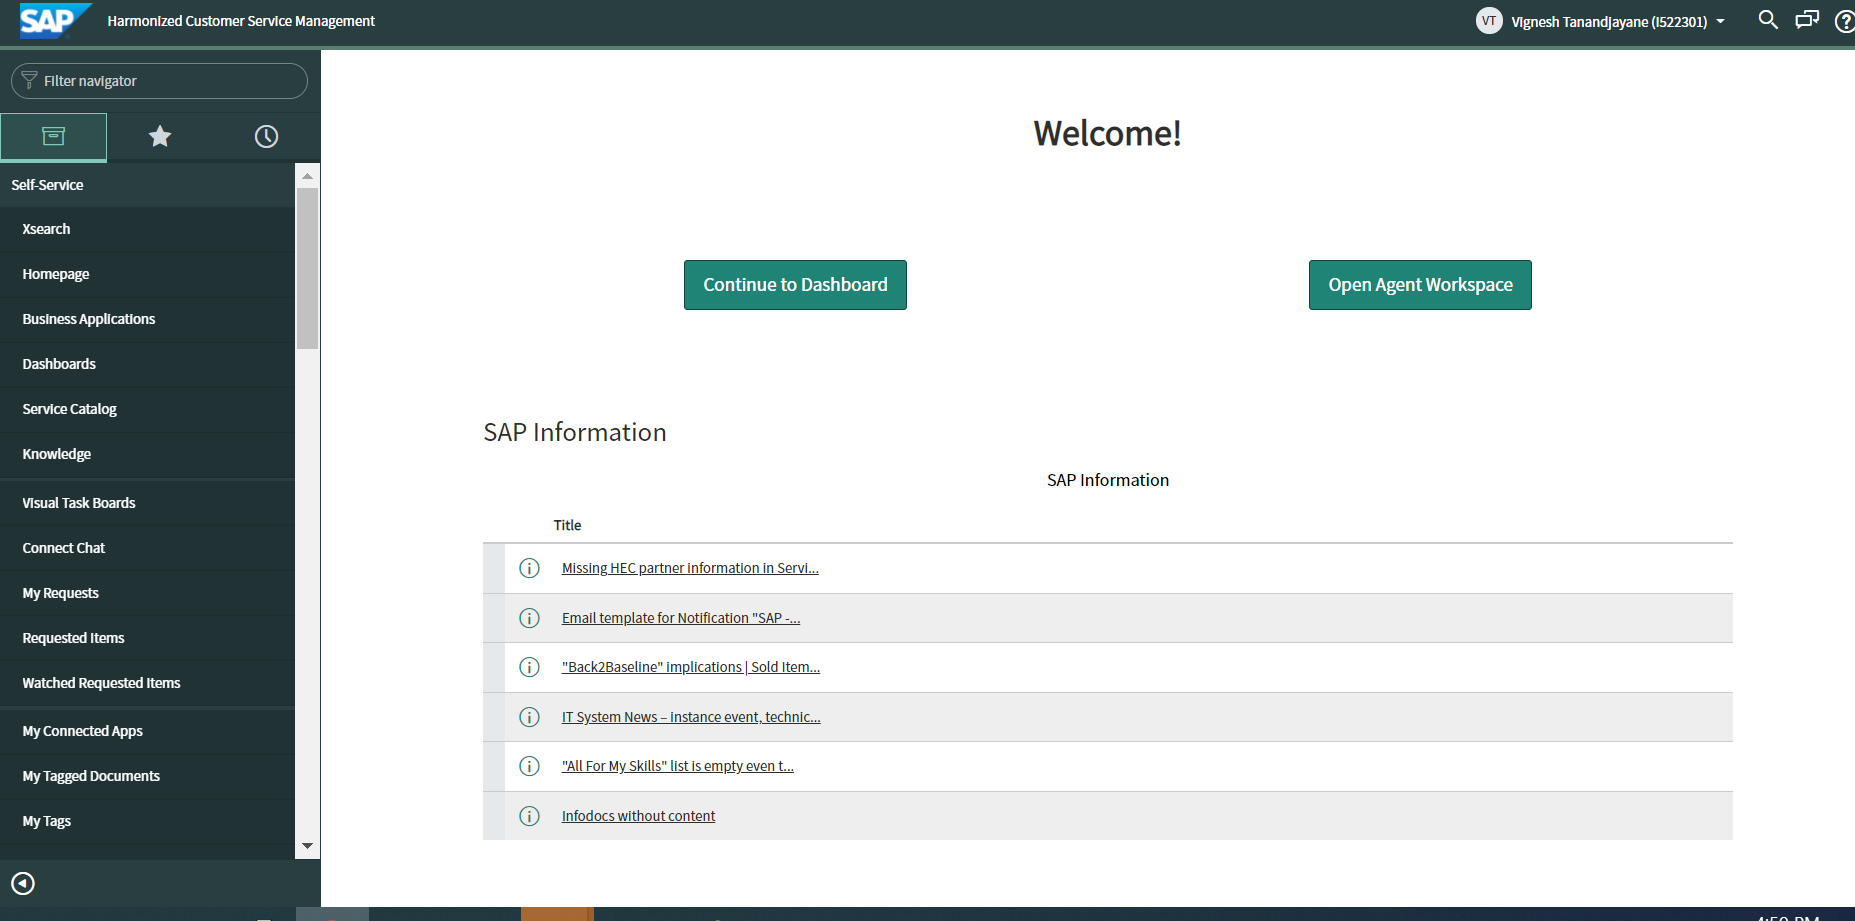 SAP
Harmonized Customer Service Management
VT
Vignesh Tanandjayane (I522301)
?
Filter navigator
Self-Service
Xsearch
Homepage
Business Applications
Dashboards
Service Catalog
Knowledge
Visual Task Boards
Connect Chat
My Requests
Requested Items
Watched Requested Items
My Connected Apps
My Tagged Documents
My Tags
Welcome!
Continue to Dashboard
Open Agent Workspace
SAP Information
SAP Information
Title
Missing HEC partner information in Servi...
Email template for Notification "SAP -...
"Back2Baseline" implications | Sold Item...
IT System News – instance event, technic...
"All For My Skills" list is empty even t...
Infodocs without content